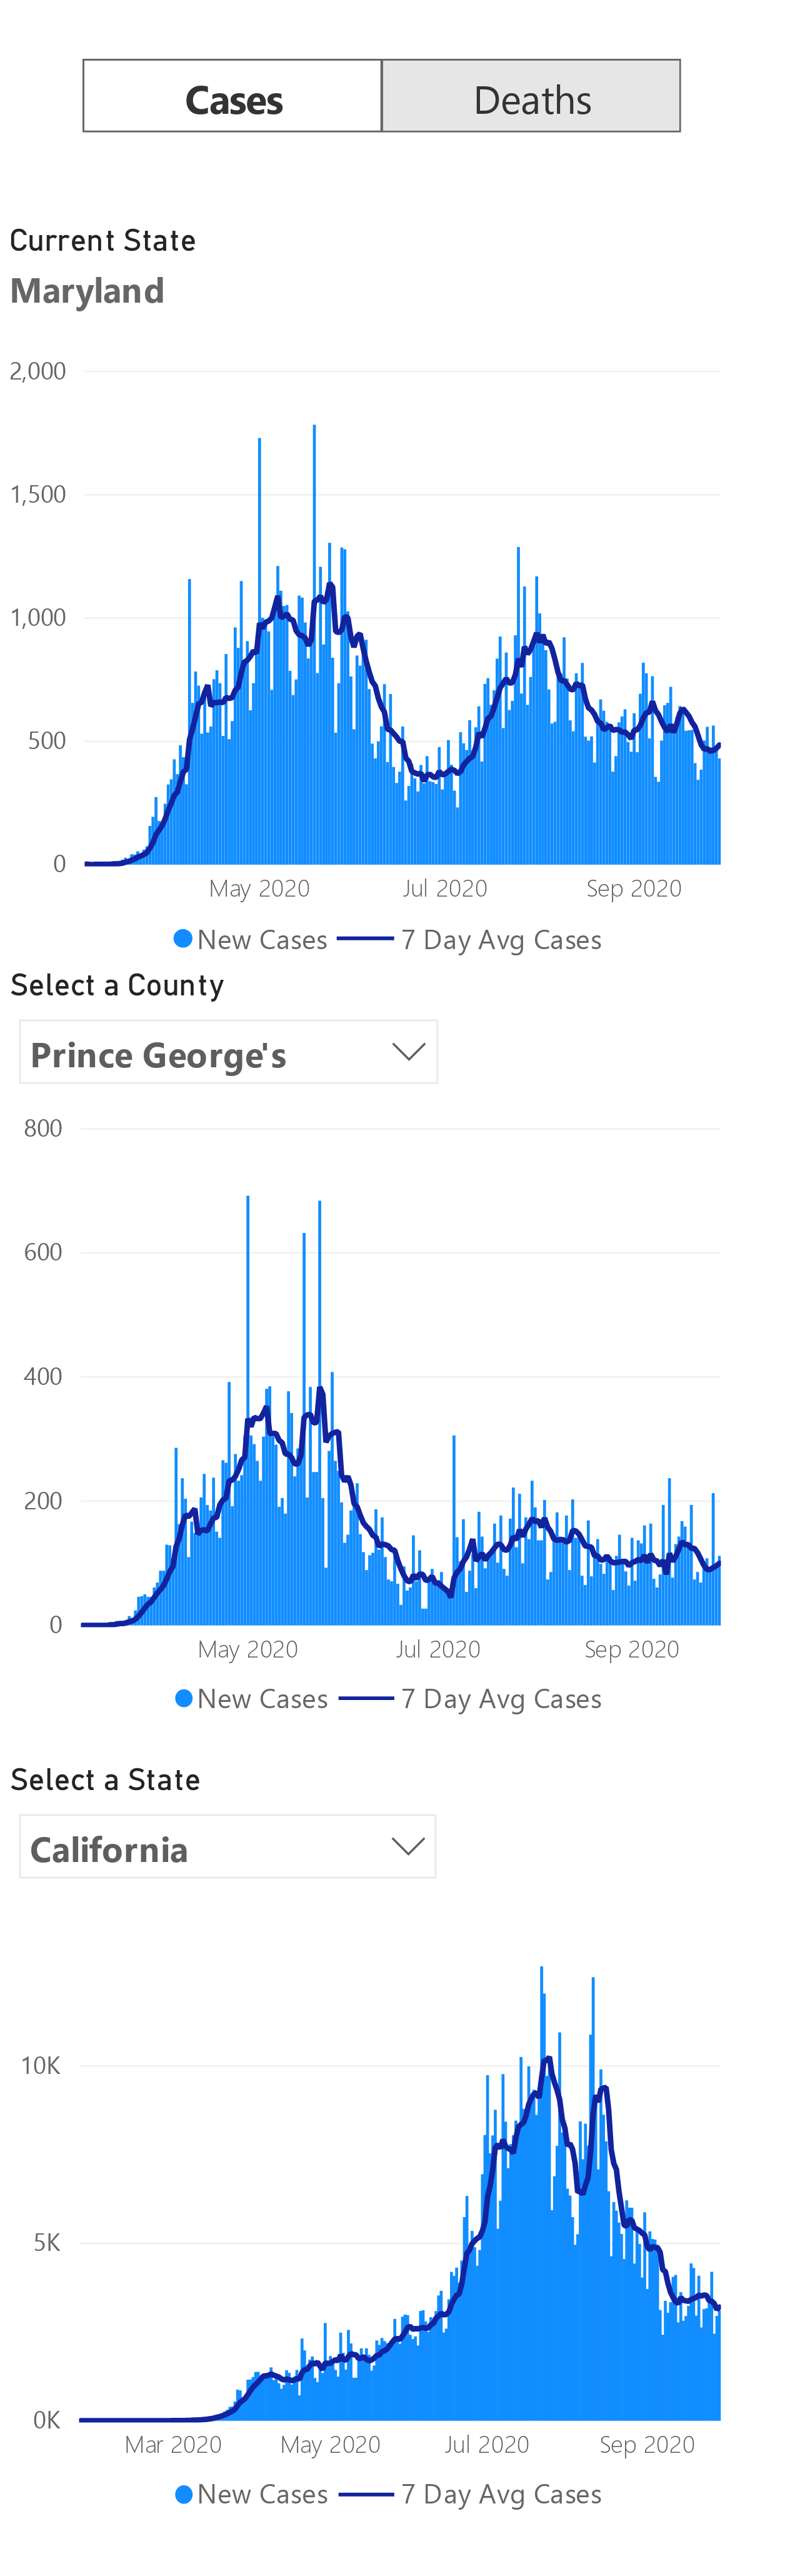 Cases Deaths
Current State
Maryland
2,000
1,500
1,000
500
0
May 2020 Jul 2020 Sep 2020
New Cases 7 Day Avg Cases
Select a County
Prince George's
800
600
400
200
0
May 2020 Jul 2020 Sep 2020
New Cases 7 Day Avg Cases
Select a State
California
10K
5K
0K
Mar 2020 May 2020 Jul 2020 Sep 2020
New Cases 7 Day Avg Cases